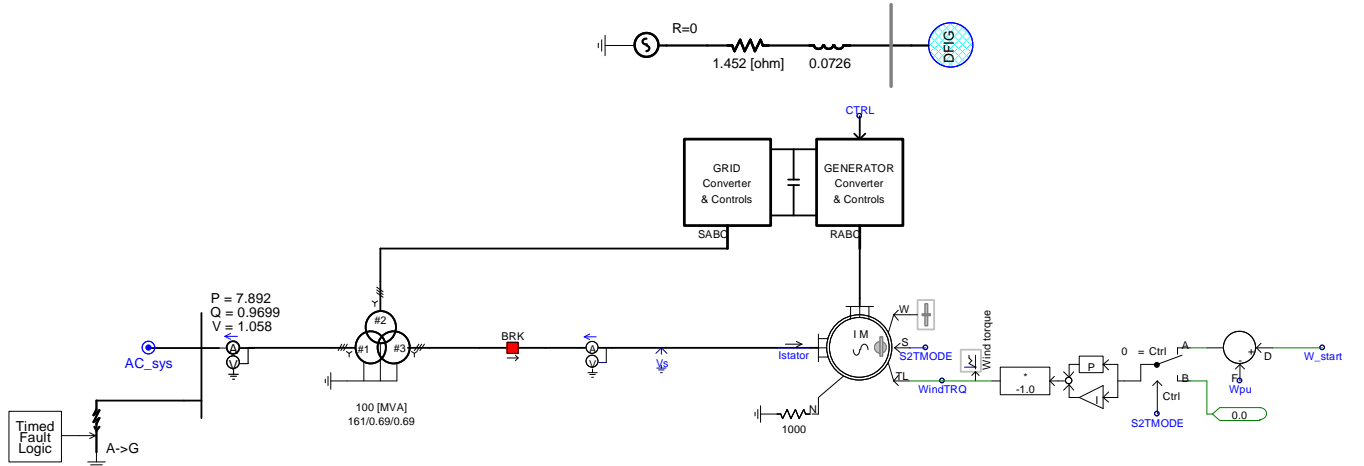 R=0
1.452 [ohm]
0.0726
DFIG
CTRL
GRID
Converter
& Controls
GENERATOR
Converter
& Controls
SABC
RABC
P = 7.892
Q = 0.9699
V = 1.058
#2
#1
#3
BRK
A
V
A
V
AC_sys
Vs
Istator
I M
W
S
S2TMODE
TL
WindTRQ
Wind torque
N
1000
*
-1.0
P
I
0 = Ctrl
A
B
Ctrl
S2TMODE
0.0
D
+
-
F
Wpu
W_start
100 [MVA]
161/0.69/0.69
Timed
Fault
Logic
A->G